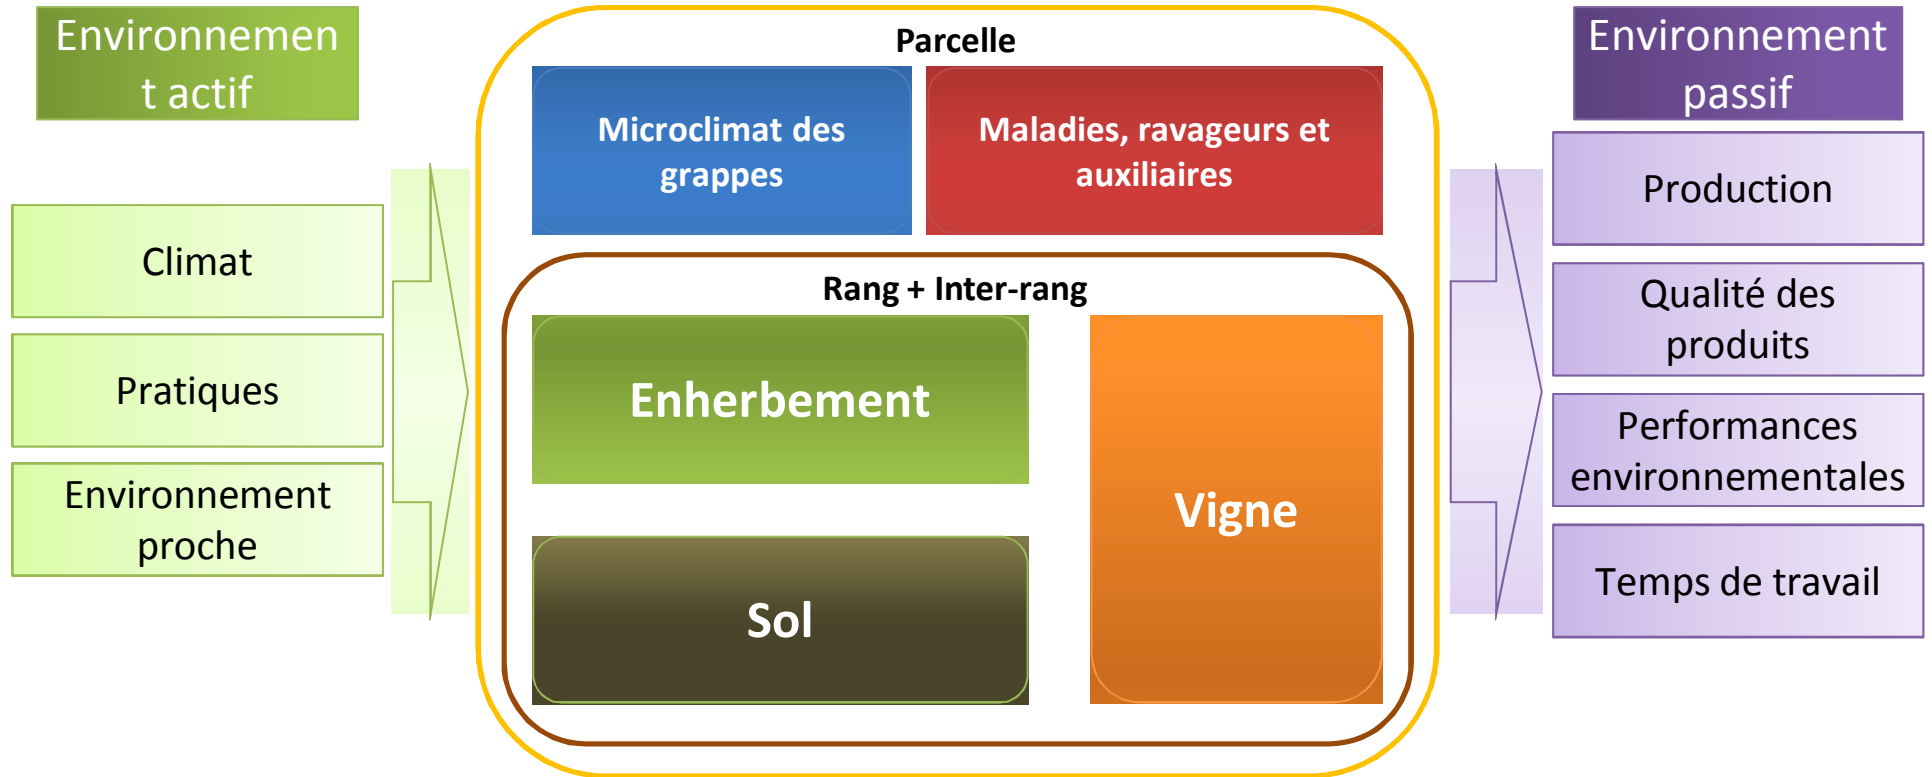 Environnemen
t actif
Climat
Pratiques
Environnement
proche
Parcelle
Microclimat des
grappes
Maladies, ravageurs et
auxiliaires
Rang + Inter-rang
Enherbement
Vigne
Sol
Environnement
passif
Production
Qualité des
produits
Performances
environnementales
Temps de travail